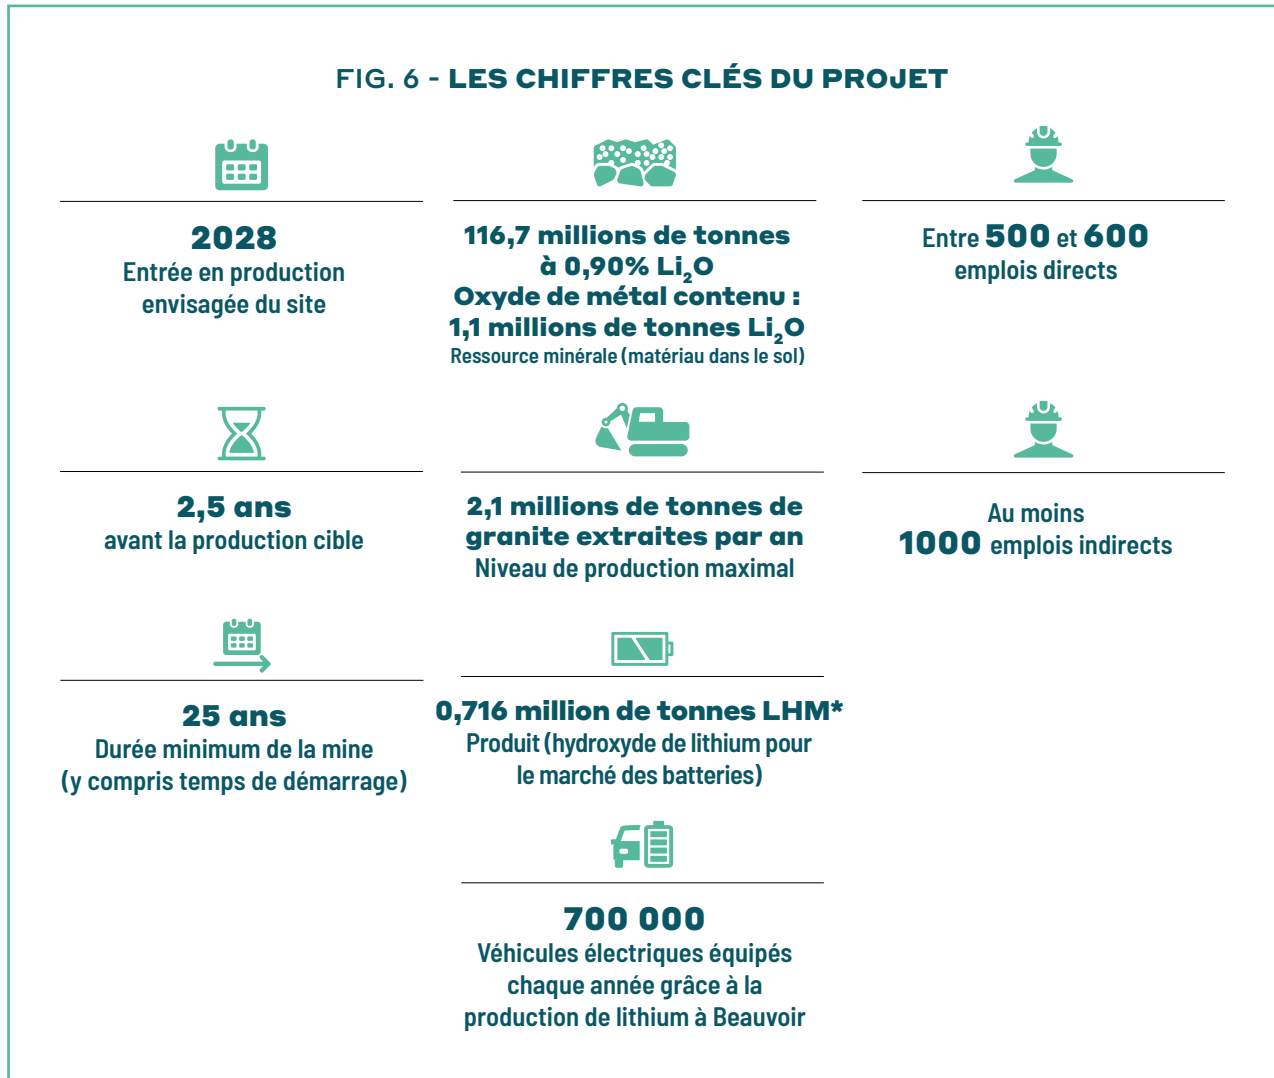 FIG. 6 - LES CHIFFRES CLÉS DU PROJET
2028
Entrée en production
envisagée du site
116,7 millions de tonnes
à 0,90% Li₂O
Oxyde de métal contenu :
1,1 millions de tonnes Li₂O
Ressource minérale (matériau dans le sol)
Entre 500 et 600
emplois directs
2,5 ans
avant la production cible
2,1 millions de tonnes de
granite extraites par an
Niveau de production maximal
Au moins
1000 emplois indirects
25 ans
Durée minimum de la mine
(y compris temps de démarrage)
0,716 million de tonnes LHM*
Produit (hydroxyde de lithium pour
le marché des batteries)
700 000
Véhicules électriques équipés
chaque année grâce à la
production de lithium à Beauvoir